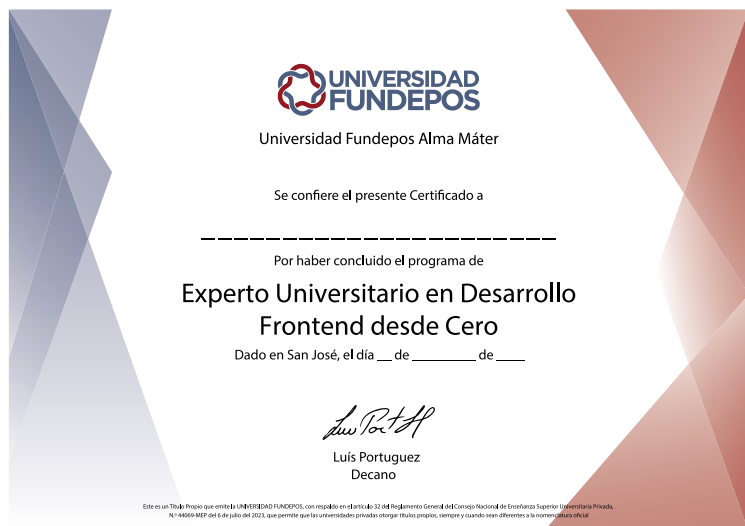 UNIVERSIDAD
FUNDEPOS
Universidad Fundepos Alma Máter
Se confiere el presente Certificado a
_ _ _ _ _ _ _ _ _ _ _ _ _ _ _ _ _ _ _ _ _ _
Por haber concluido el programa de
Experto Universitario en Desarrollo
Frontend desde Cero
Dado en San José, el día __ de _________ de ____
Luís Portuguez
Decano
Este es un Título Propio que emite la UNIVERSIDAD FUNDEPOS, con respaldo en el artículo 32 del Reglamento General del Consejo Nacional de Enseñanza Superior Universitaria Privada,
N.º 44069-MEP del 6 de julio del 2023, que permite que las universidades privadas otorgar títulos propios, siempre y cuando sean diferentes a la nomenclatura oficial